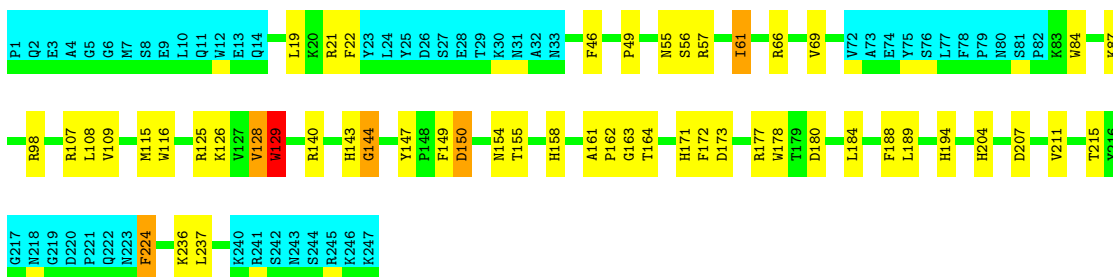 P1 Q2 E3 A4 G5 G6 M7 S8 E9 L10 Q11 W12 E13 Q14 L19 K20 R21 F22 Y23 L24 Y25 D26 S27 E28 T29 K30 N31 A32 N33 F46 P49 N55 S56 R57 I61 R66 V69 V72 A73 E74 Y75 S76 L77 F78 P79 N80 S81 P82 K83 W84
R98 R107 L108 V109 M115 W116 R125 K126 V127 V128 W129 R140 H143 G144 Y147 P148 F149 D150 N154 T155 H158 A161 P162 G163 T164 H171 F172 D173 R177 W178 T179 D180 L184 F188 L189 H194 H204 D207 V211 T215
G217 N218 G219 D220 P221 Q222 N223 F224 K236 L237 K240 R241 S242 N243 S244 R245 K246 K247